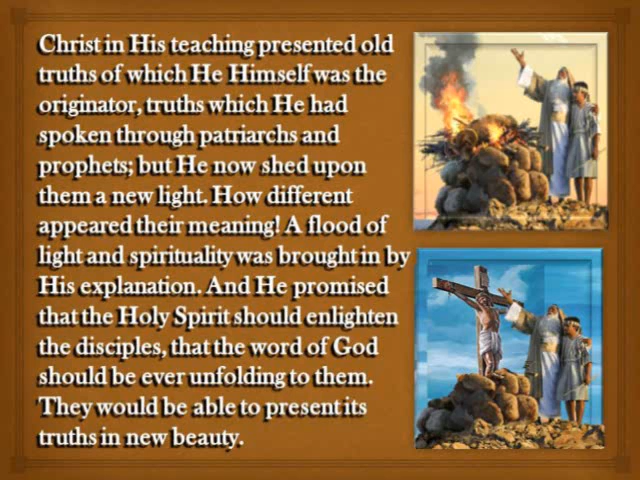 Christ in His teaching presented old
truths of which He Himself was the
originator, truths which He had
spoken through patriarchs and
prophets; but He now shed upon
them a new light. How different
appeared their meaning! A flood of
light and spirituality was brought in by
His explanation. And He promised
that the Holy Spirit should enlighten
the disciples, that the word of God
should be ever unfolding to them.
They would be able to present its
truths in new beauty.